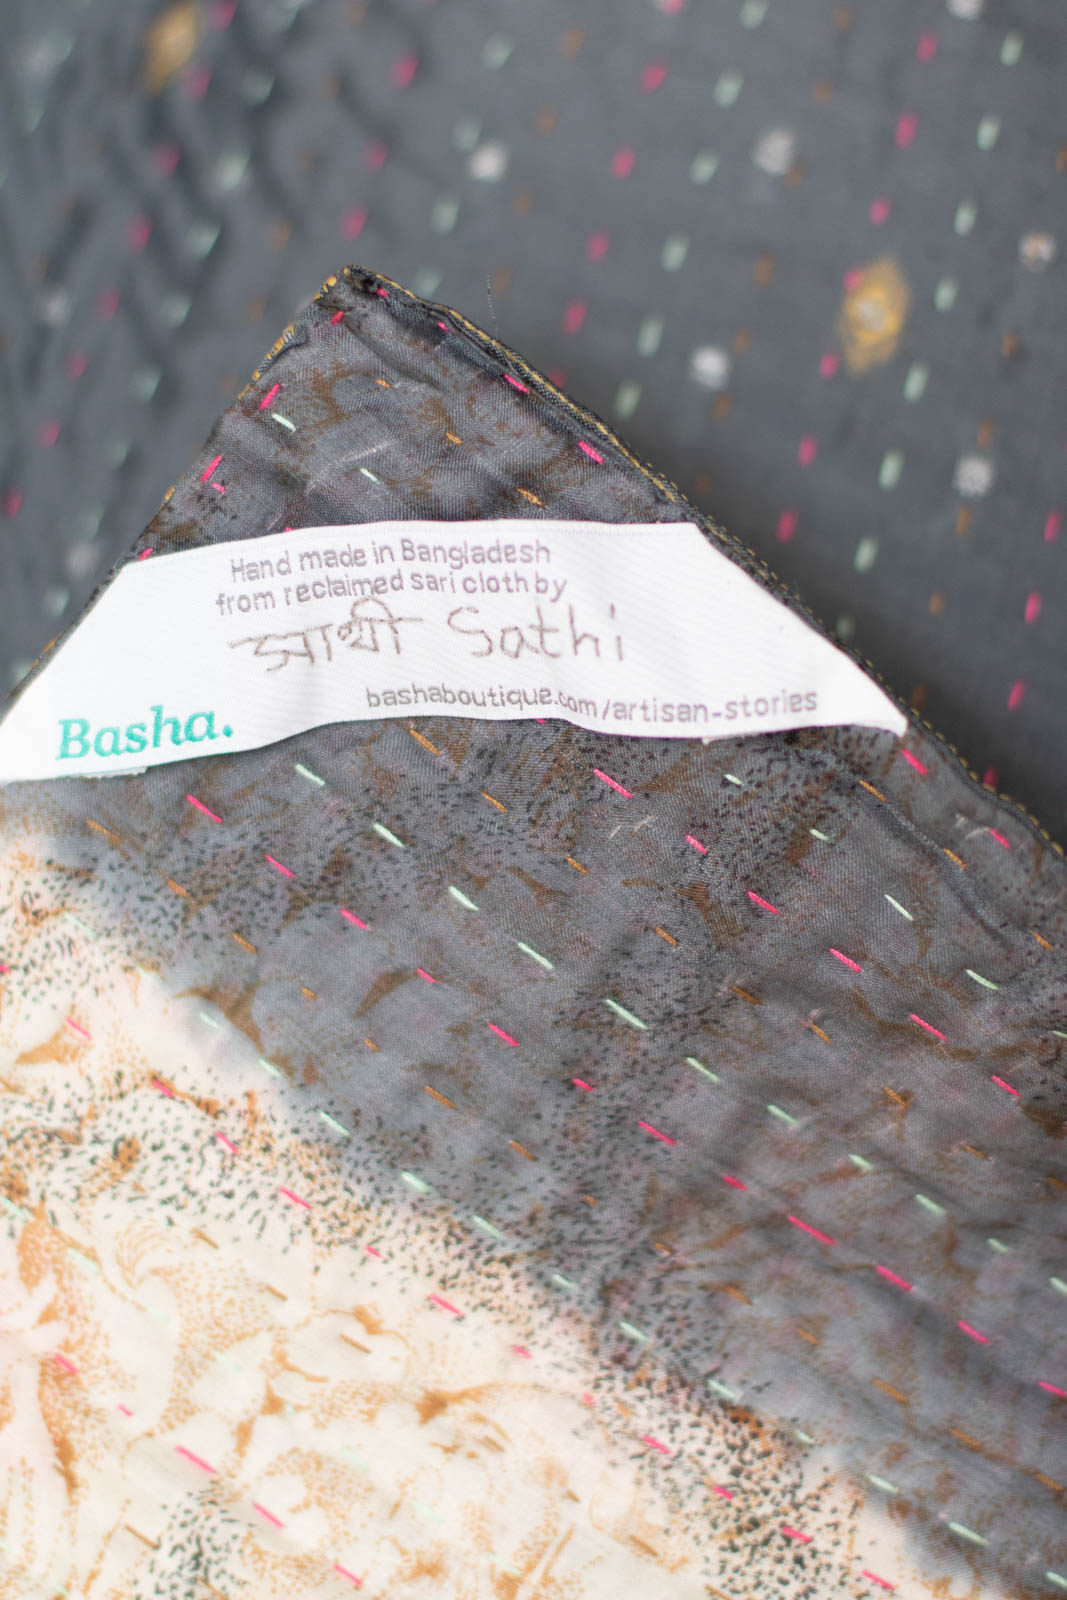 Hand made in Bangladesh
from reclaimed sari cloth by
সাথী Sathi
bashaboutique.com/artisan-stories
Basha.